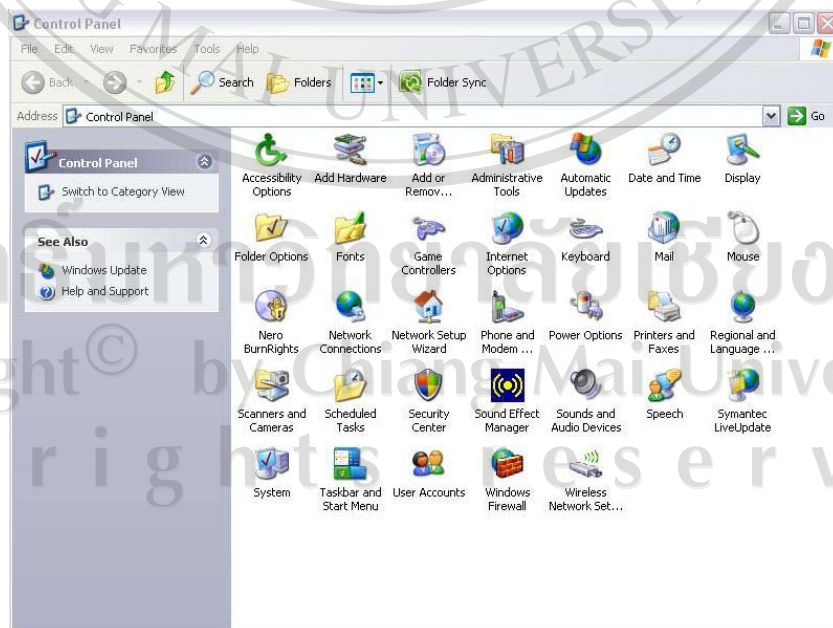 Control Panel
File Edit View Favorites Tools Help
Back Search Folders Folder Sync
Address Control Panel Go
Control Panel
Switch to Category View
See Also
Windows Update
Help and Support
Accessibility Options
Add Hardware
Add or Remov...
Administrative Tools
Automatic Updates
Date and Time
Display
Folder Options
Fonts
Game Controllers
Internet Options
Keyboard
Mail
Mouse
Nero BurnRights
Network Connections
Network Setup Wizard
Phone and Modem ...
Power Options
Printers and Faxes
Regional and Language ...
Scanners and Cameras
Scheduled Tasks
Security Center
Sound Effect Manager
Sounds and Audio Devices
Speech
Symantec LiveUpdate
System
Taskbar and Start Menu
User Accounts
Windows Firewall
Wireless Network Set...
MAI UNIVERS
ht © by Chiang Mai Unive
rights reserv